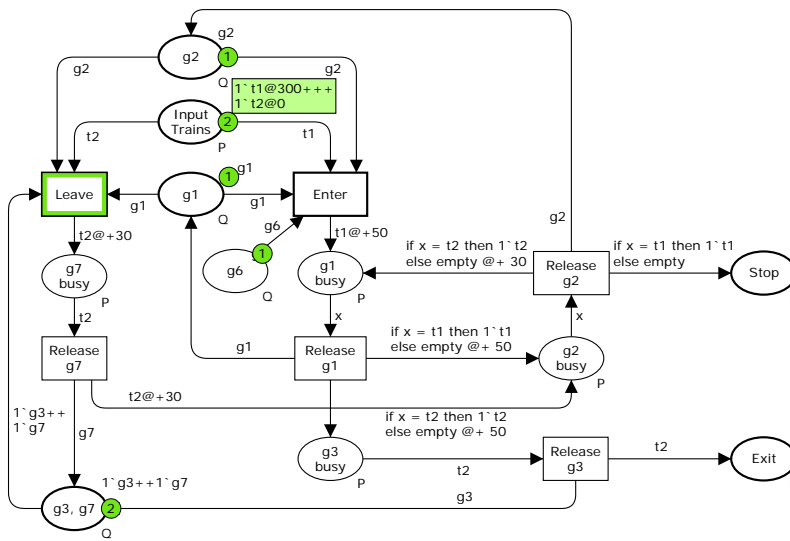 g2
g2
1
g2
g2
Q
1`t1@300+++
1`t2@0
Input
Trains
2
t2
P
t1
1
g1
Leave
g1
g1
g1
Enter
Q
g6
g2
t2@+30
t1@+50
1
if x = t2 then 1`t2
else empty @+ 30
if x = t1 then 1`t1
else empty
g7
busy
P
g6
Q
g1
busy
P
Release
g2
Stop
t2
x
x
Release
g7
g1
Release
g1
if x = t1 then 1`t1
else empty @+ 50
g2
busy
P
t2@+30
1`g3++
1`g7
g7
if x = t2 then 1`t2
else empty @+ 50
g3
busy
P
t2
Release
g3
t2
Exit
1`g3++1`g7
g3, g7
2
Q
g3